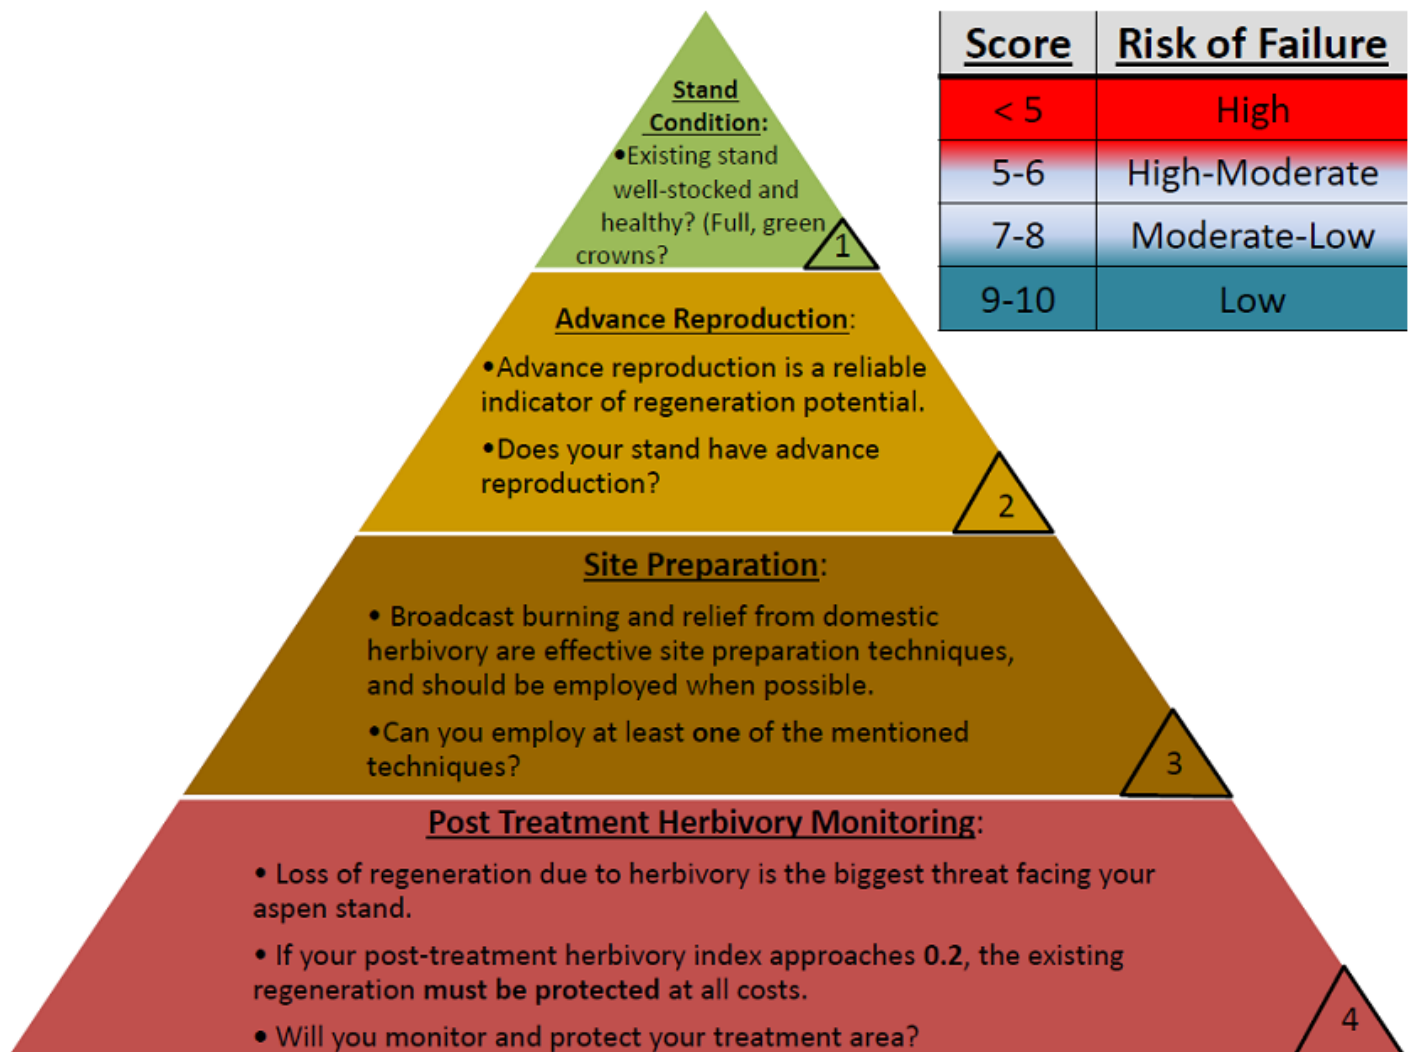 Stand
Condition:
•Existing stand
well-stocked and
healthy? (Full, green
crowns?
1
Advance Reproduction:
•Advance reproduction is a reliable
indicator of regeneration potential.
•Does your stand have advance
reproduction?
2
Site Preparation:
• Broadcast burning and relief from domestic
herbivory are effective site preparation techniques,
and should be employed when possible.
•Can you employ at least one of the mentioned
techniques?
3
Post Treatment Herbivory Monitoring:
• Loss of regeneration due to herbivory is the biggest threat facing your
aspen stand.
• If your post-treatment herbivory index approaches 0.2, the existing
regeneration must be protected at all costs.
• Will you monitor and protect your treatment area?
4
Score Risk of Failure
< 5 High
5-6 High-Moderate
7-8 Moderate-Low
9-10 Low